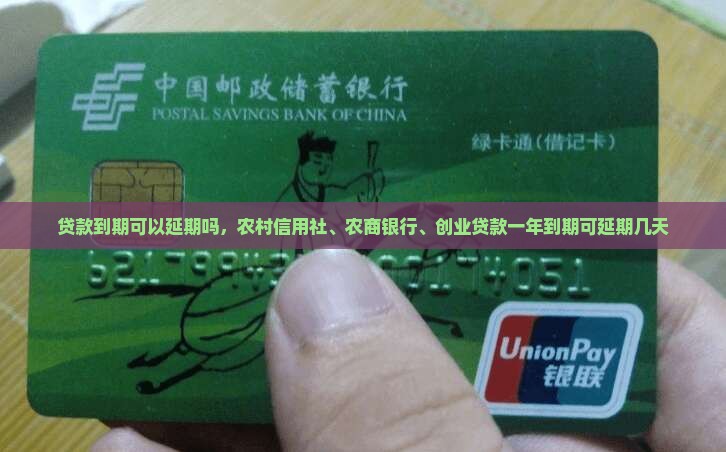 中国邮政储蓄银行
POSTAL SAVINGS BANK OF CHINA
绿卡通(借记卡)
贷款到期可以延期吗，农村信用社、农商银行、创业贷款一年到期可延期几天
UnionPay
银联